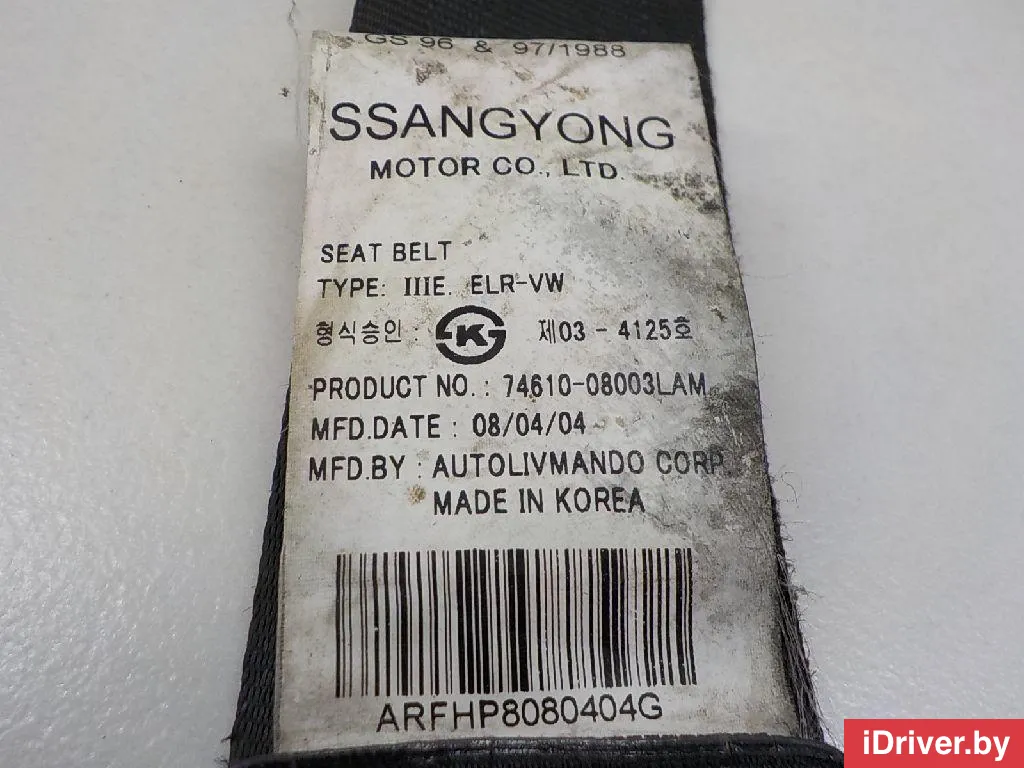 GS 96 & 97/1988
SSANGYONG
MOTOR CO., LTD.
SEAT BELT
TYPE: IIIE. ELR-VW
형식승인 : K 제03 - 4125호
PRODUCT NO. : 74610-08003LAM
MFD.DATE : 08/04/04
MFD.BY : AUTOLIVMANDO CORP.
MADE IN KOREA
ARFHP8080404G
iDriver.by